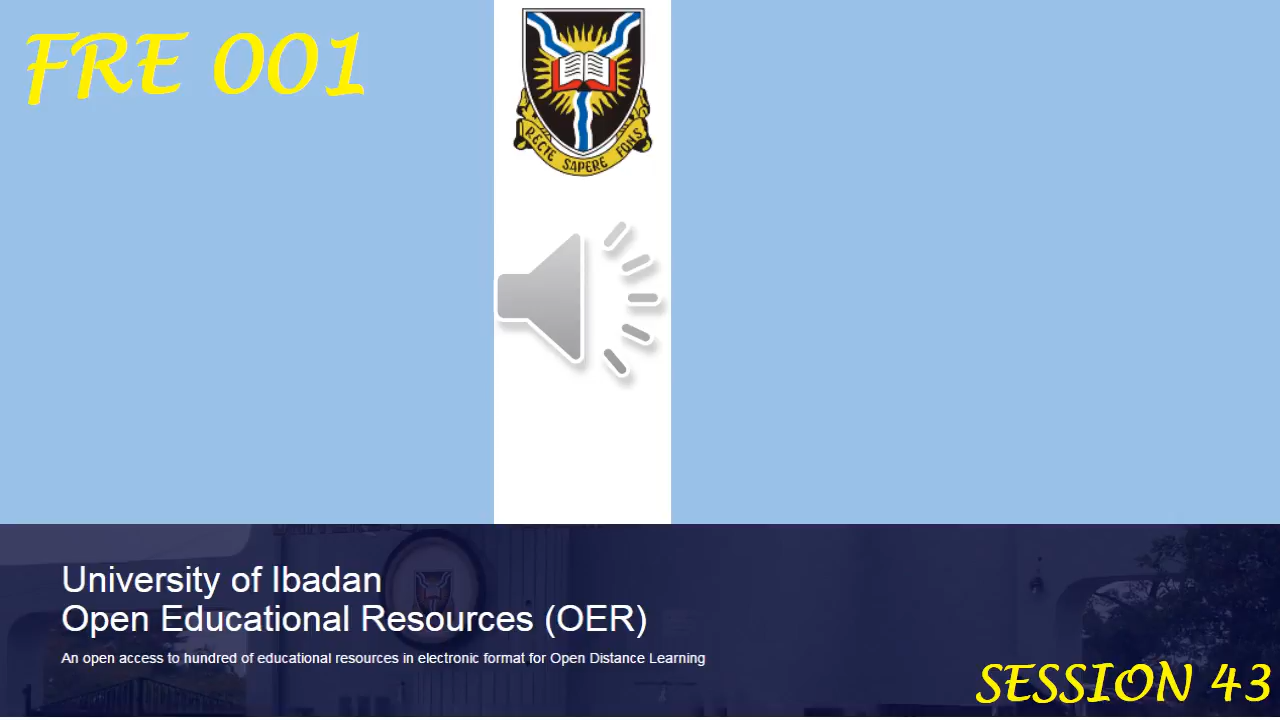 FRE 001
RECTE SAPERE FONS
University of Ibadan
Open Educational Resources (OER)
An open access to hundred of educational resources in electronic format for Open Distance Learning
SESSION 43